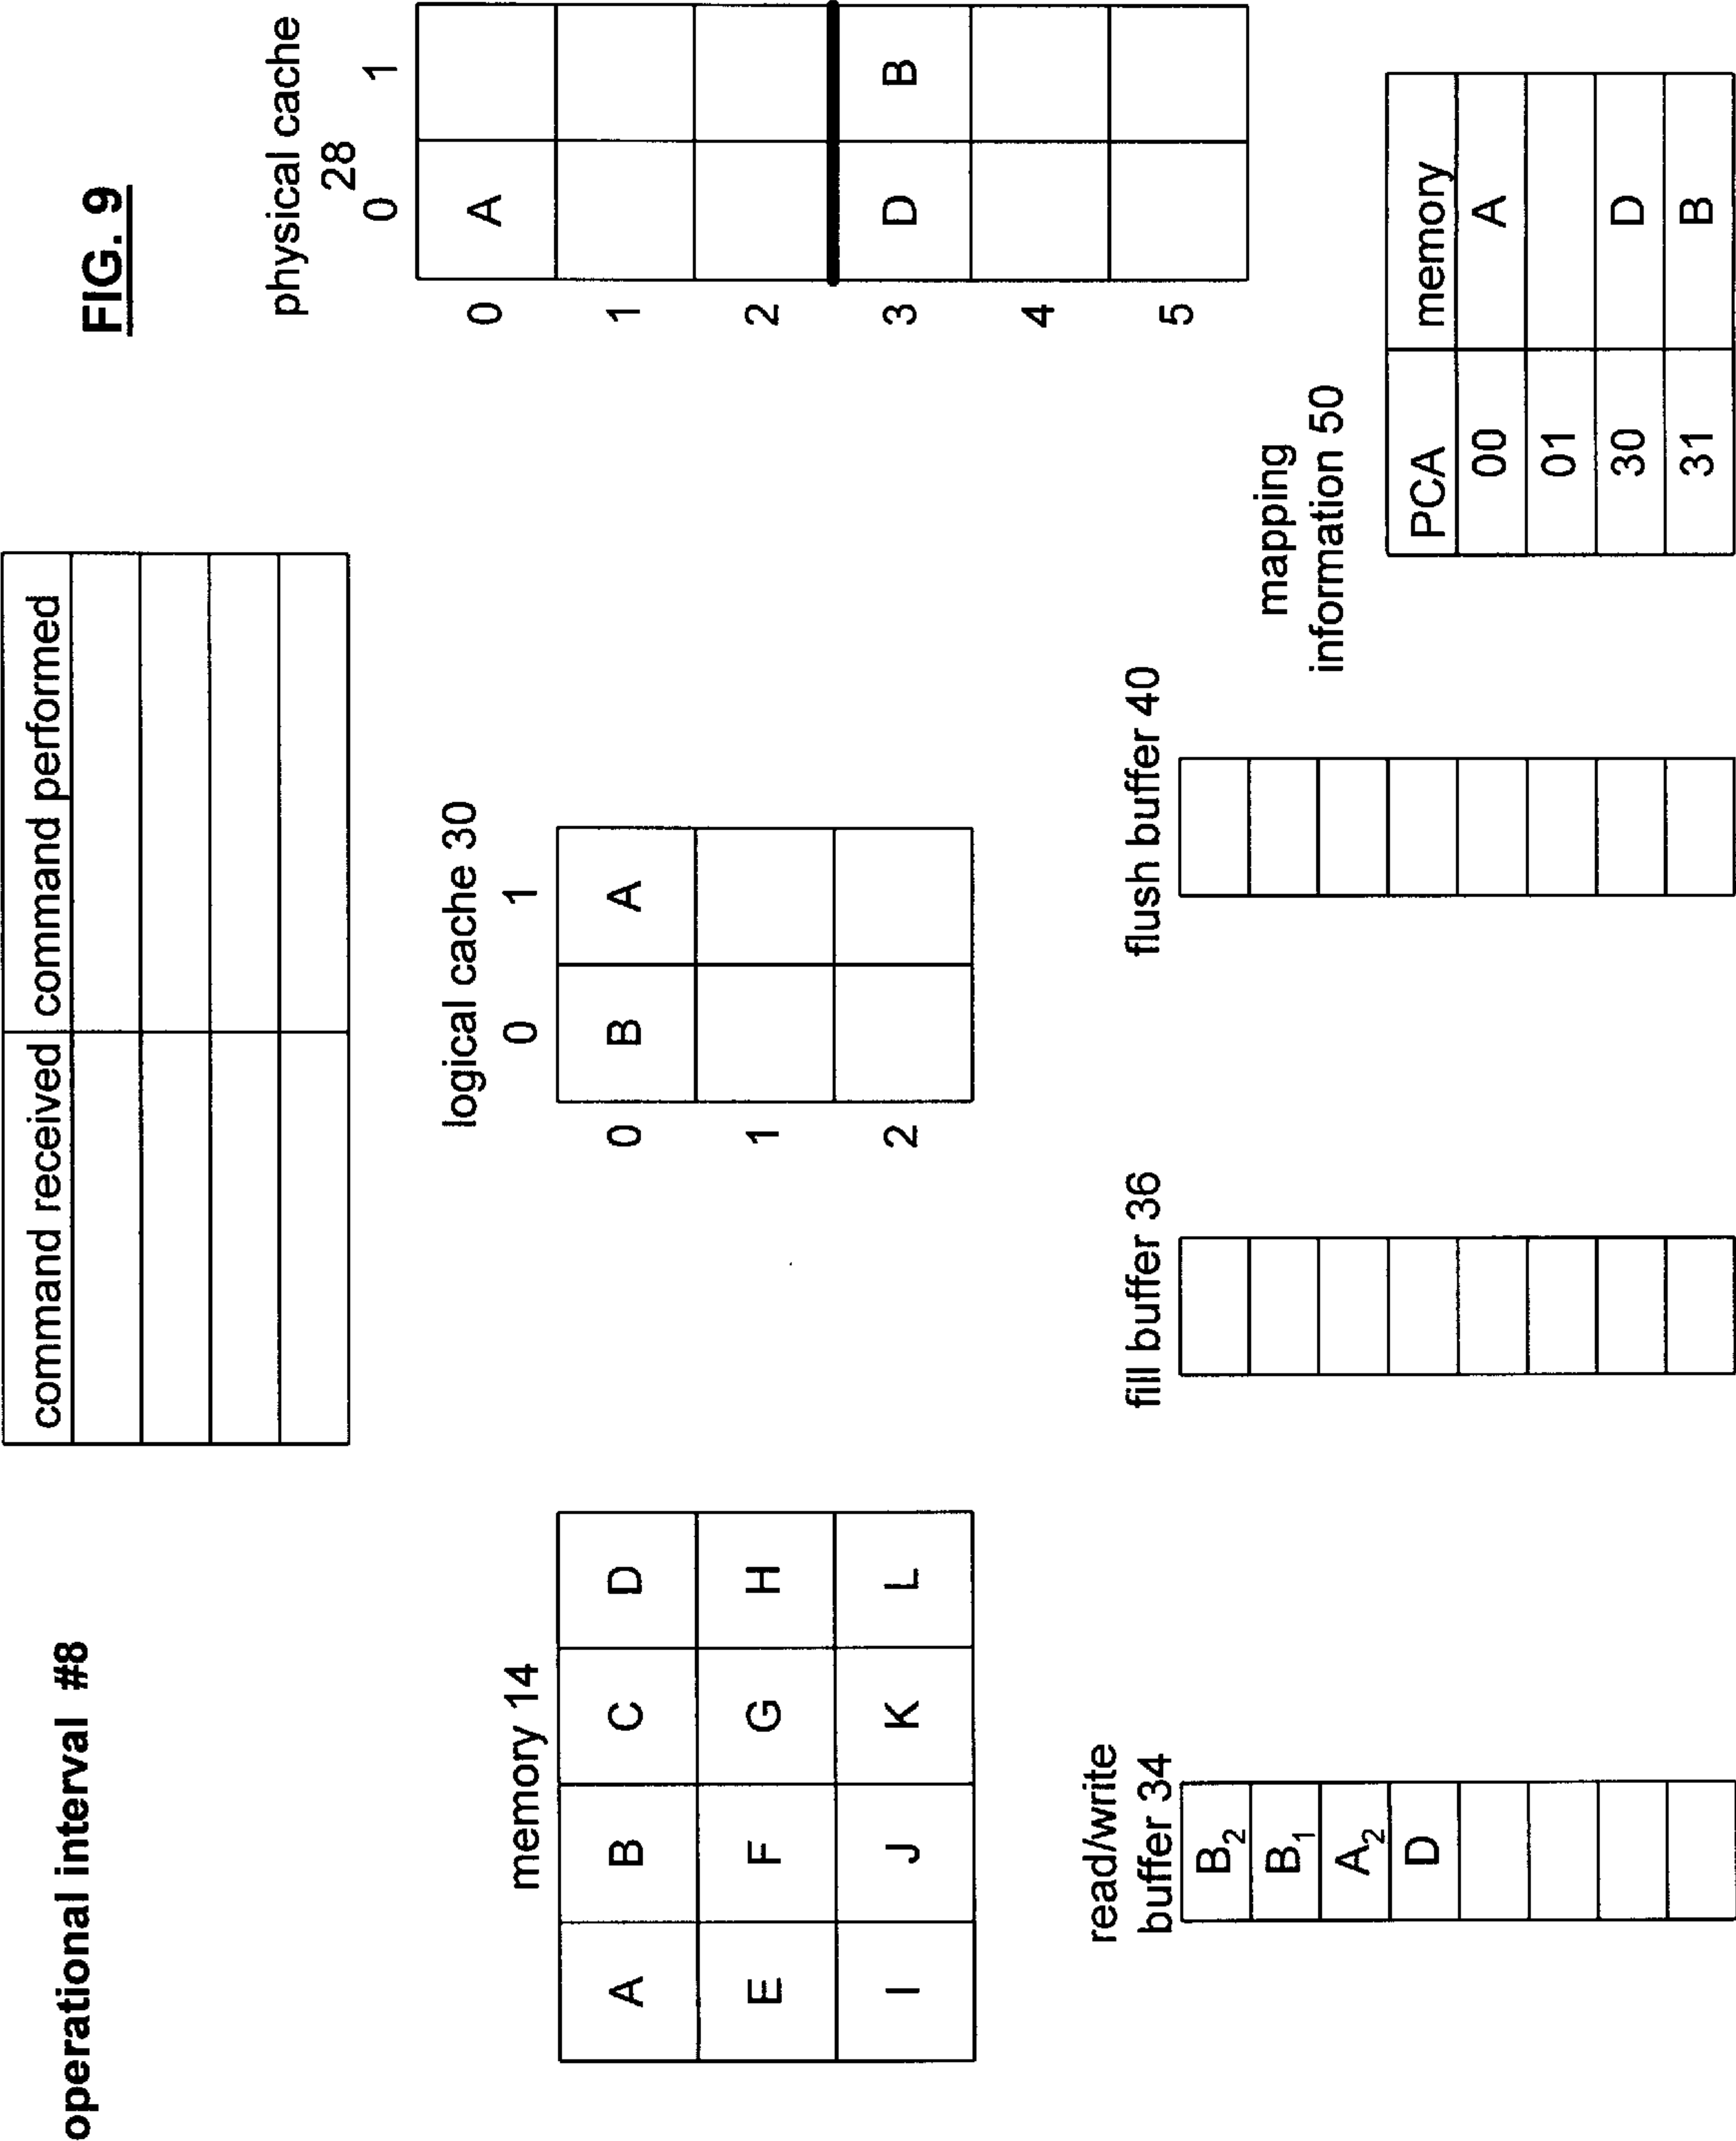 operational interval #8
FIG. 9
command received command performed
memory 14
A B C D
E F G H
I J K L
logical cache 30
0 1
0 B A
1
2
physical cache
28
0 1
0 A
1
2
3 D B
4
5
read/write
buffer 34
B2
B1
A2
D
fill buffer 36
flush buffer 40
mapping
information 50
PCA memory
00 A
01
30 D
31 B